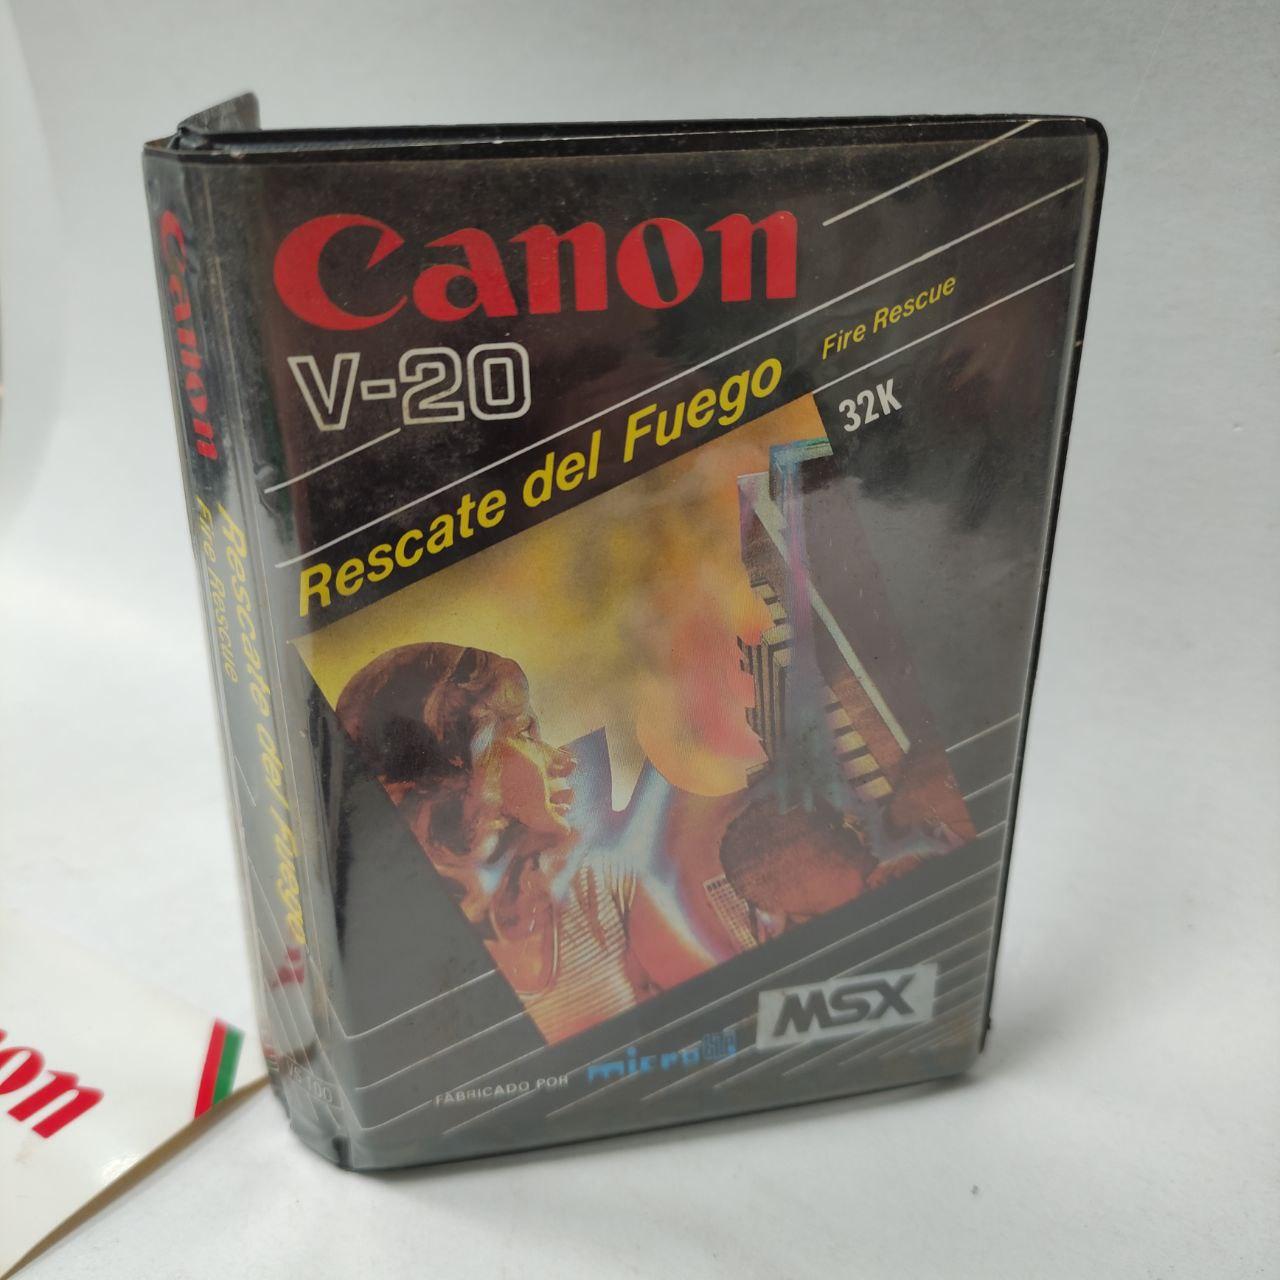 Canon
V-20
Rescate del Fuego
Fire Rescue
32K
MSX
FABRICADO POR
Canon
Rescate del Fuego
Fire Rescue